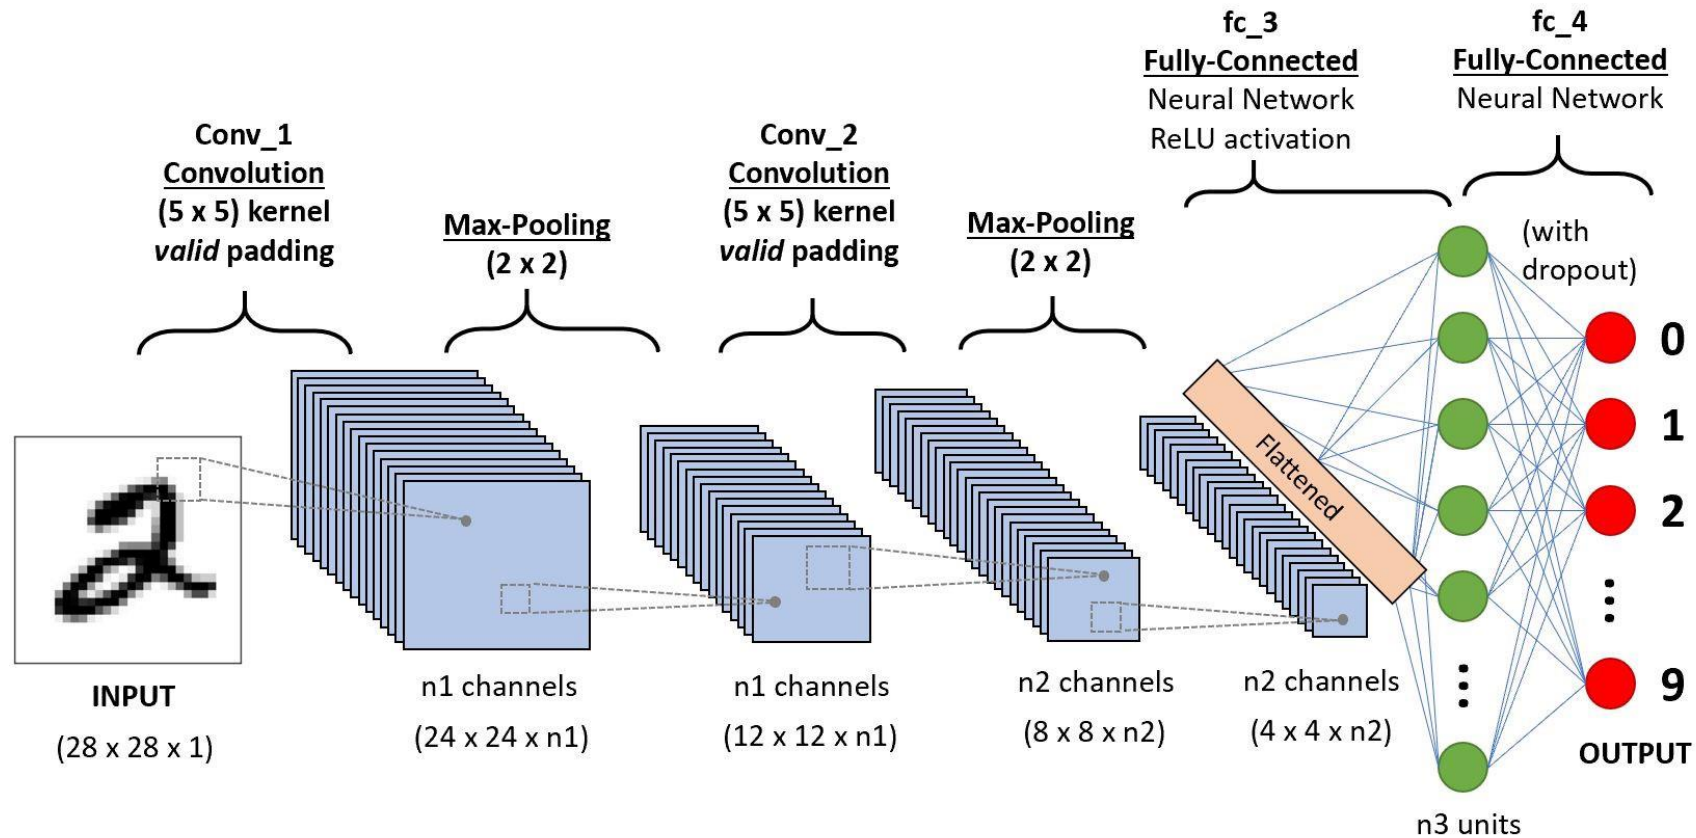 Conv_1
Convolution
(5 x 5) kernel
valid padding
Max-Pooling
(2 x 2)
Conv_2
Convolution
(5 x 5) kernel
valid padding
Max-Pooling
(2 x 2)
fc_3
Fully-Connected
Neural Network
ReLU activation
fc_4
Fully-Connected
Neural Network
(with
dropout)
Flattened
0
1
2
9
INPUT
(28 x 28 x 1)
n1 channels
(24 x 24 x n1)
n1 channels
(12 x 12 x n1)
n2 channels
(8 x 8 x n2)
n2 channels
(4 x 4 x n2)
OUTPUT
n3 units